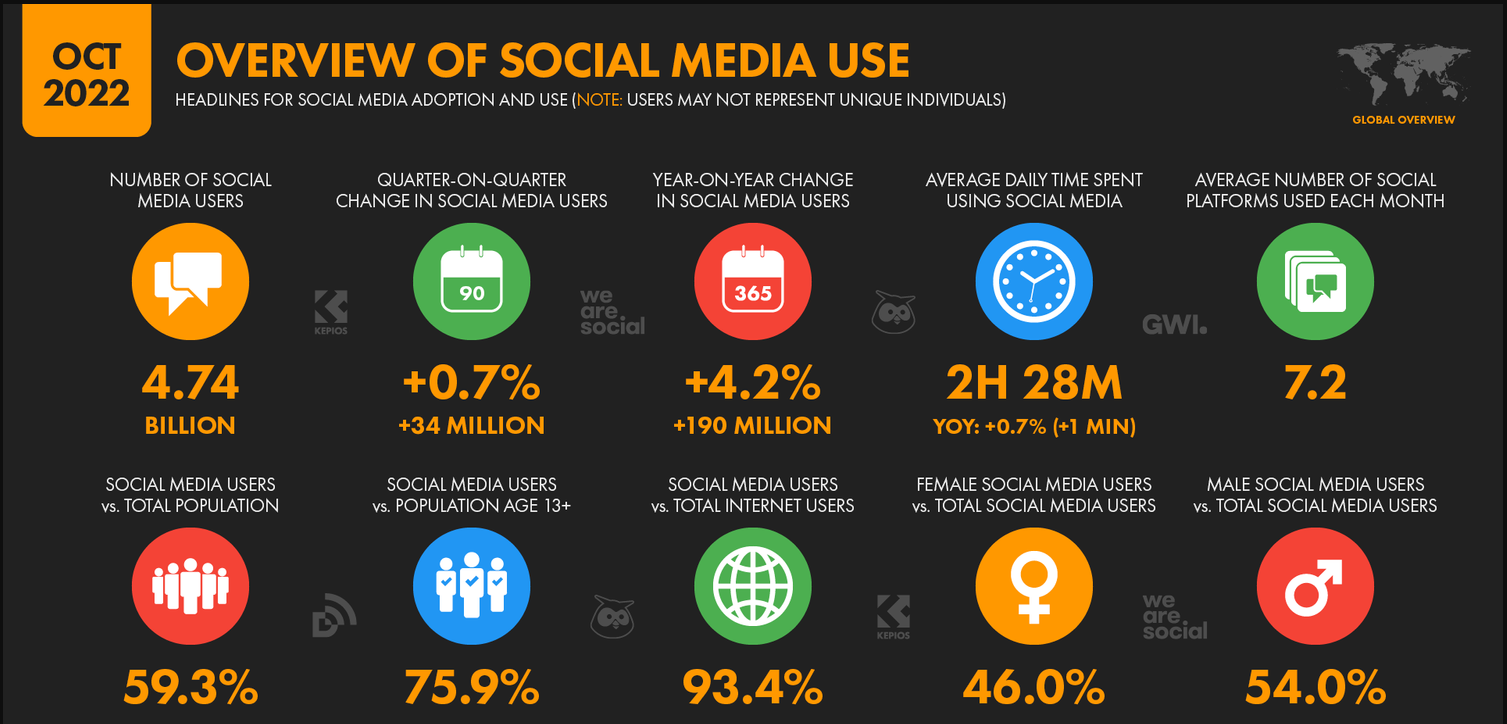 OCT
2022
OVERVIEW OF SOCIAL MEDIA USE
HEADLINES FOR SOCIAL MEDIA ADOPTION AND USE (NOTE: USERS MAY NOT REPRESENT UNIQUE INDIVIDUALS)
GLOBAL OVERVIEW
NUMBER OF SOCIAL
MEDIA USERS
4.74
BILLION
QUARTER-ON-QUARTER
CHANGE IN SOCIAL MEDIA USERS
90
+0.7%
+34 MILLION
YEAR-ON-YEAR CHANGE
IN SOCIAL MEDIA USERS
365
+4.2%
+190 MILLION
AVERAGE DAILY TIME SPENT
USING SOCIAL MEDIA
2H 28M
YOY: +0.7% (+1 MIN)
AVERAGE NUMBER OF SOCIAL
PLATFORMS USED EACH MONTH
7.2
KEPIOS
we
are
social
GWI.
SOCIAL MEDIA USERS
vs. TOTAL POPULATION
59.3%
SOCIAL MEDIA USERS
vs. POPULATION AGE 13+
75.9%
SOCIAL MEDIA USERS
vs. TOTAL INTERNET USERS
93.4%
FEMALE SOCIAL MEDIA USERS
vs. TOTAL SOCIAL MEDIA USERS
46.0%
MALE SOCIAL MEDIA USERS
vs. TOTAL SOCIAL MEDIA USERS
54.0%
KEPIOS
we
are
social